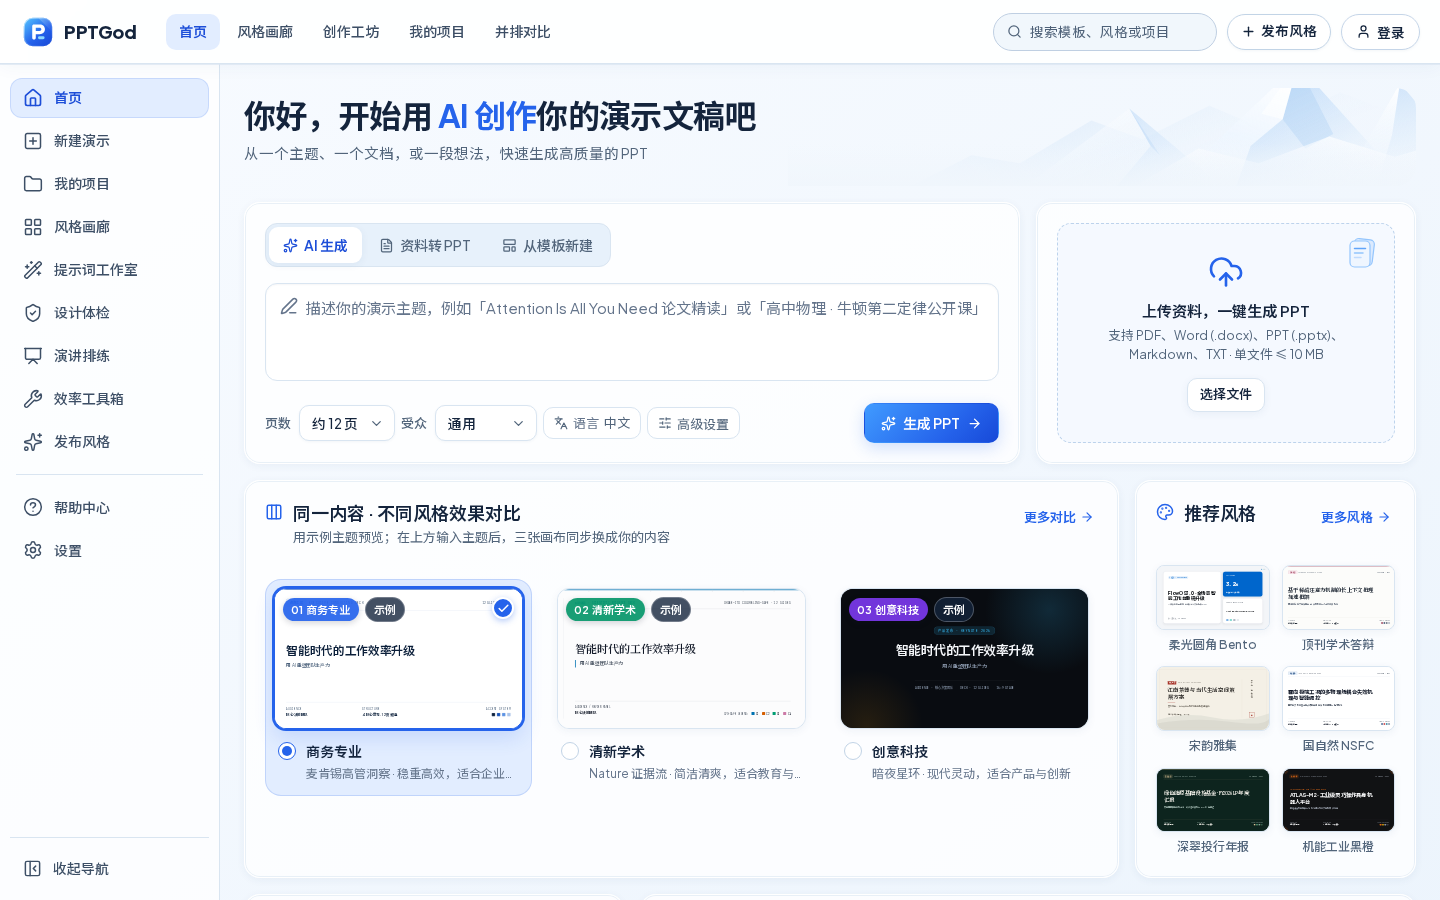 PPTGod
首页
风格画廊
创作工坊
我的项目
并排对比
搜索模板、风格或项目
发布风格
登录
首页
新建演示
我的项目
风格画廊
提示词工作室
设计体检
演讲排练
效率工具箱
发布风格
帮助中心
设置
收起导航
你好，开始用 AI 创作你的演示文稿吧
从一个主题、一个文档，或一段想法，快速生成高质量的 PPT
AI 生成
资料转 PPT
从模板新建
描述你的演示主题，例如「Attention Is All You Need 论文精读」或「高中物理 · 牛顿第二定律公开课」
页数
约 12 页
受众
通用
语言 中文
高级设置
生成 PPT
上传资料，一键生成 PPT
支持 PDF、Word (.docx)、PPT (.pptx)、
Markdown、TXT · 单文件 ≤ 10 MB
选择文件
同一内容 · 不同风格效果对比
用示例主题预览；在上方输入主题后，三张画布同步换成你的内容
更多对比
01 商务专业
示例
智能时代的工作效率升级
商务专业
麦肯锡高管洞察 · 稳重高效，适合企业...
02 清新学术
示例
智能时代的工作效率升级
清新学术
Nature 证据流 · 简洁清爽，适合教育与...
03 创意科技
示例
智能时代的工作效率升级
创意科技
暗夜星环 · 现代灵动，适合产品与创新
推荐风格
更多风格
柔光圆角 Bento
顶刊学术答辩
宋韵雅集
国自然 NSFC
深翠投行年报
机能工业黑橙